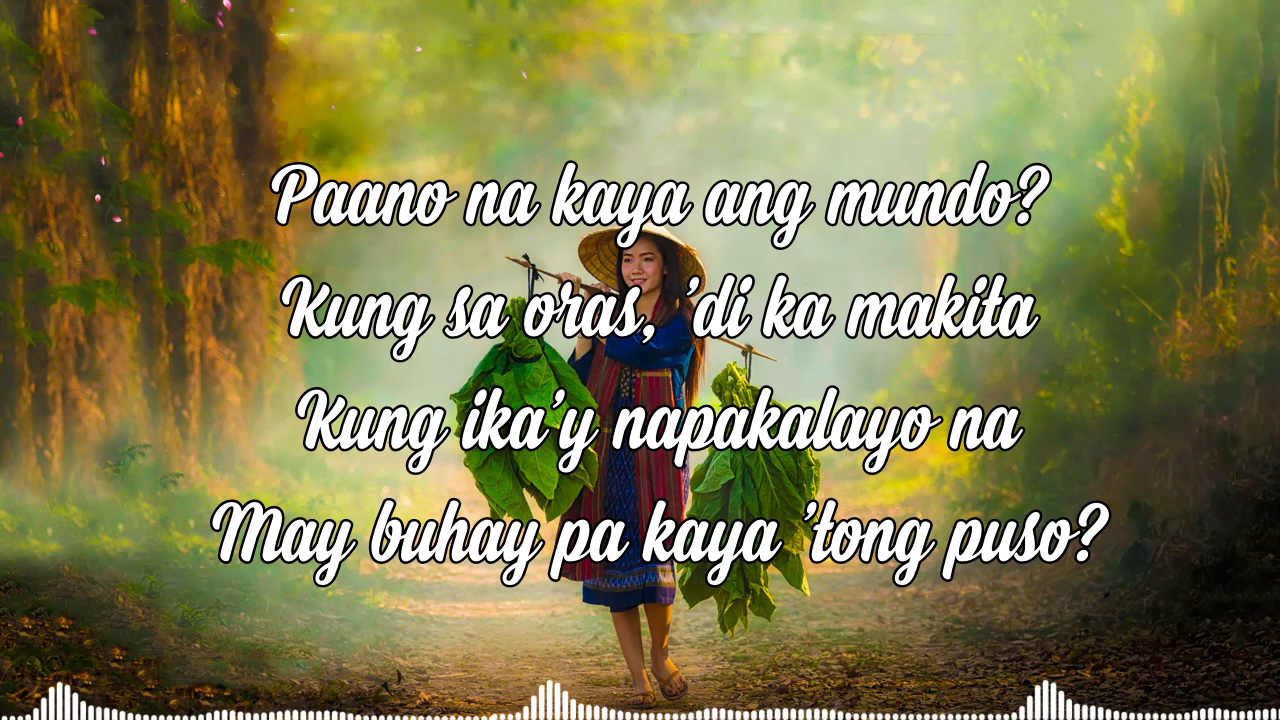 Paano na kaya ang mundo?
Kung sa oras, 'di ka makita
Kung ika'y napakalayo na
May buhay pa kaya 'tong puso?